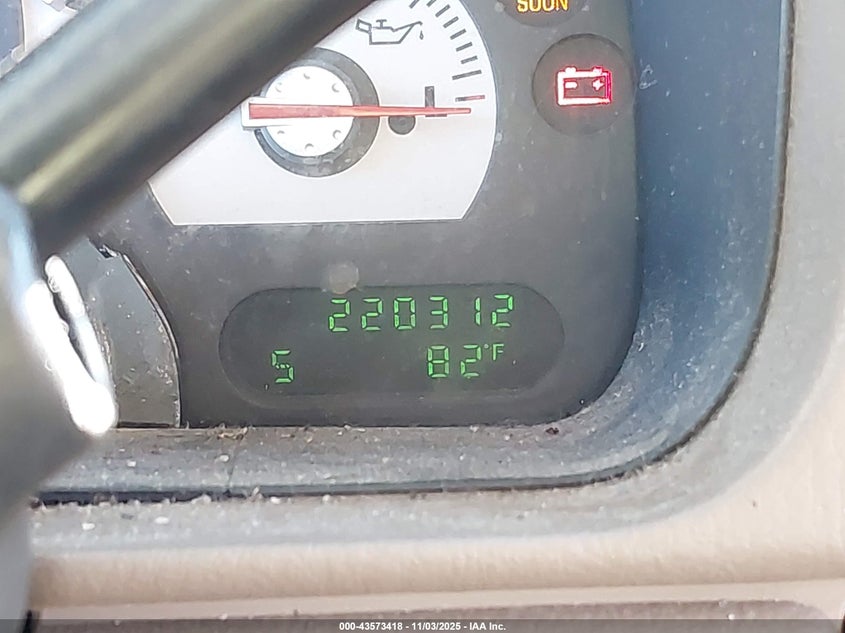 SOON
L
220312
S 82°F
000-43573418 - 11/03/2025 - IAA Inc.